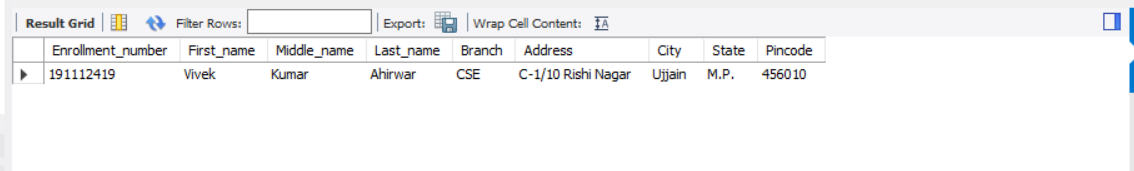 Result Grid Filter Rows: Export: Wrap Cell Content:
Enrollment_number First_name Middle_name Last_name Branch Address City State Pincode
191112419 Vivek Kumar Ahirwar CSE C-1/10 Rishi Nagar Ujjain M.P. 456010